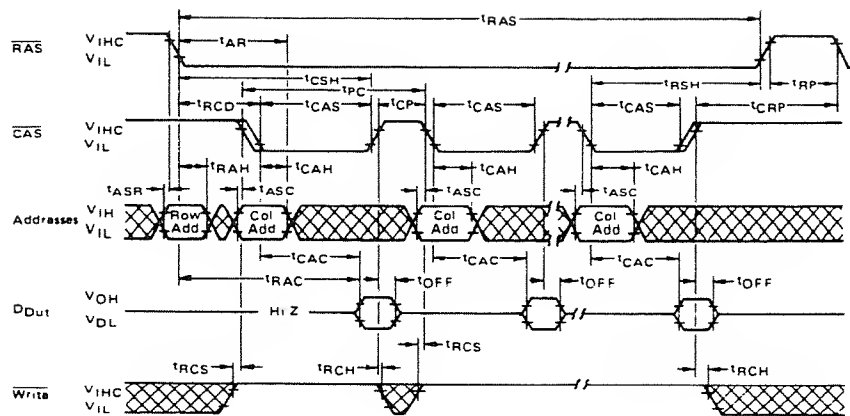 tRAS
RAS VIHC
VIL
tAR
tCSH
tPC
tRSH tRP
tRCD tCAS tCP tCAS tCAS tCRP
CAS VIHC
VIL
tRAH tCAH tCAH tCAH
tASR tASC tASC tASC
Addresses VIH
VIL
Row Add Col Add Col Add Col Add
tCAC tCAC tCAC
tRAC tOFF tOFF tOFF
DOut VOH
VOL
Hi Z
tRCS
tRCS tRCH tRCH
Write VIHC
VIL